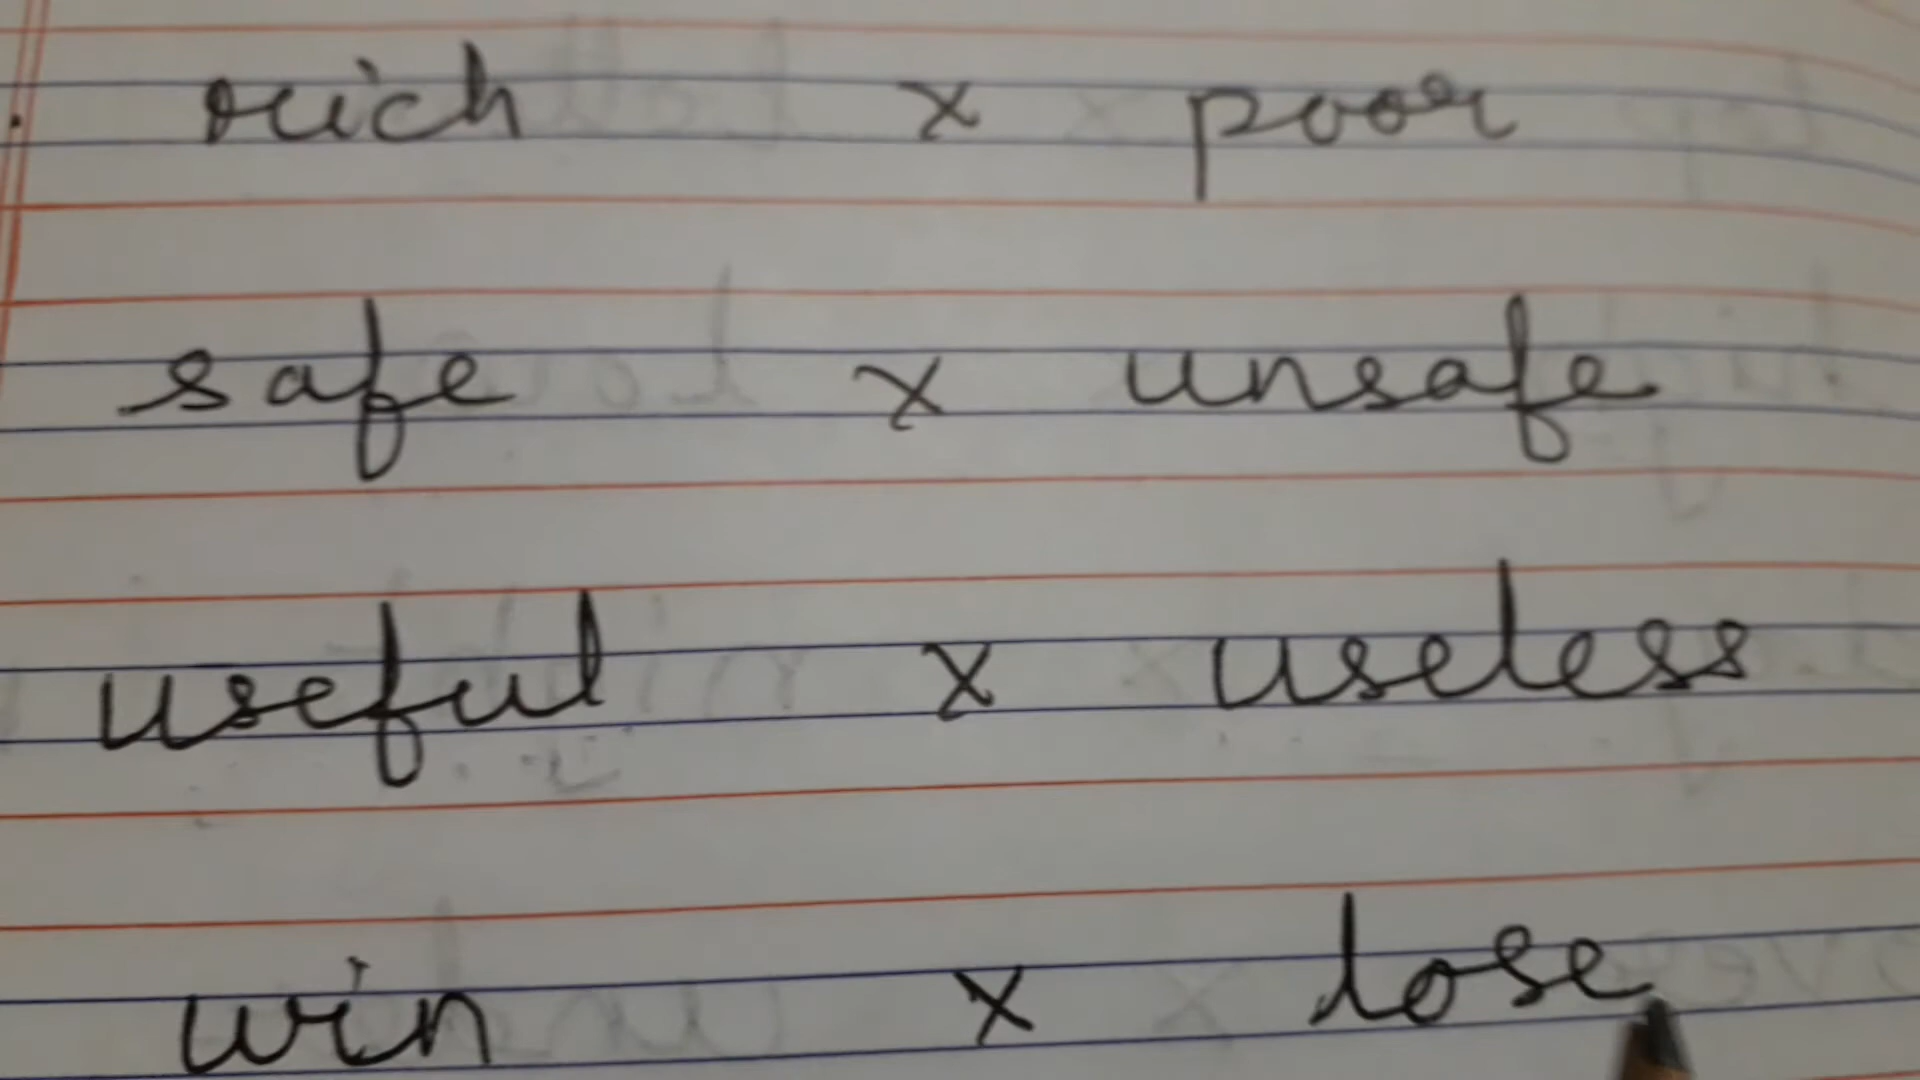 rich x poor
safe x unsafe
useful x useless
win x lose